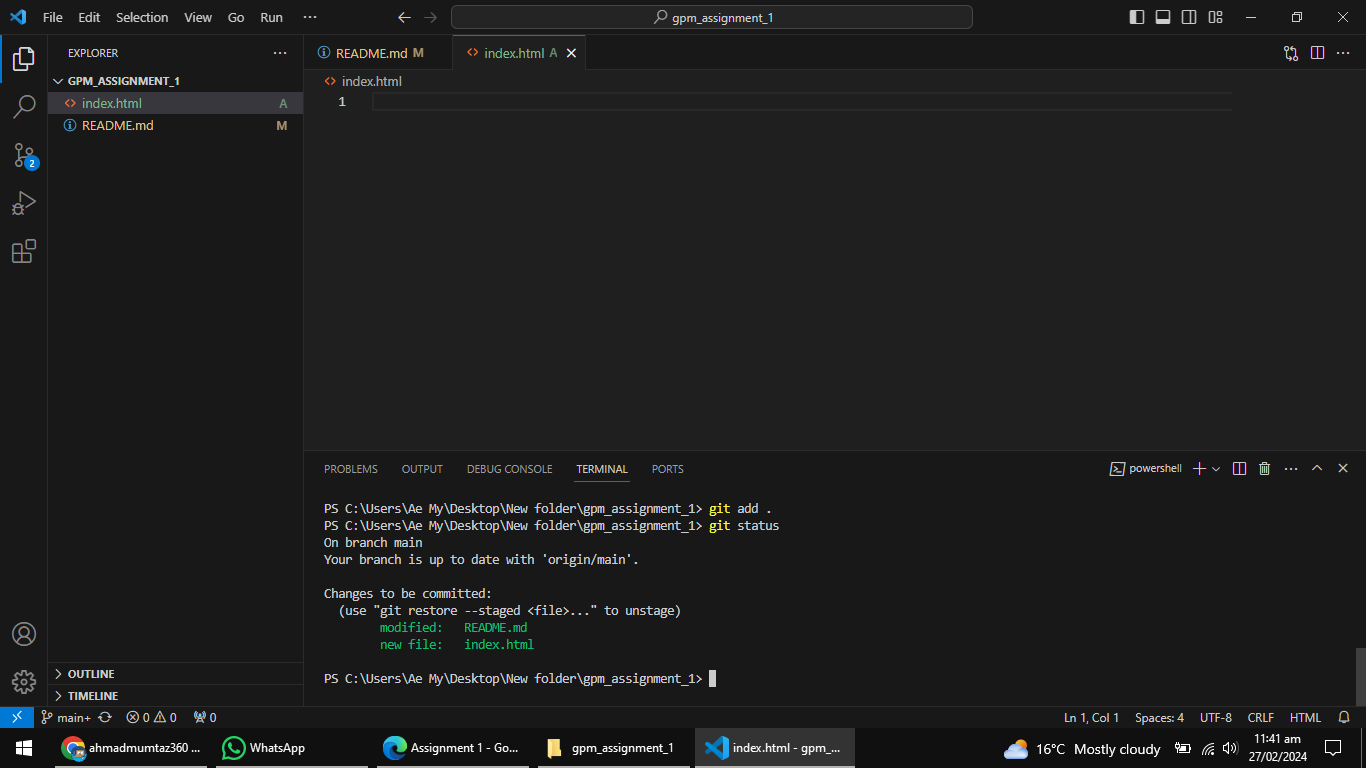 File Edit Selection View Go Run ···
gpm_assignment_1
EXPLORER ···
GPM_ASSIGNMENT_1
index.html A
README.md M
OUTLINE
TIMELINE
2
README.md M
index.html A
index.html
1
PROBLEMS OUTPUT DEBUG CONSOLE TERMINAL PORTS
powershell
PS C:\Users\Ae My\Desktop\New folder\gpm_assignment_1> git add .
PS C:\Users\Ae My\Desktop\New folder\gpm_assignment_1> git status
On branch main
Your branch is up to date with 'origin/main'.
Changes to be committed:
(use "git restore --staged <file>..." to unstage)
modified: README.md
new file: index.html
PS C:\Users\Ae My\Desktop\New folder\gpm_assignment_1>
main+ 0 0 0
Ln 1, Col 1 Spaces: 4 UTF-8 CRLF HTML
ahmadmumtaz360 ...
WhatsApp
Assignment 1 - Go...
gpm_assignment_1
index.html - gpm_...
16°C Mostly cloudy
11:41 am
27/02/2024